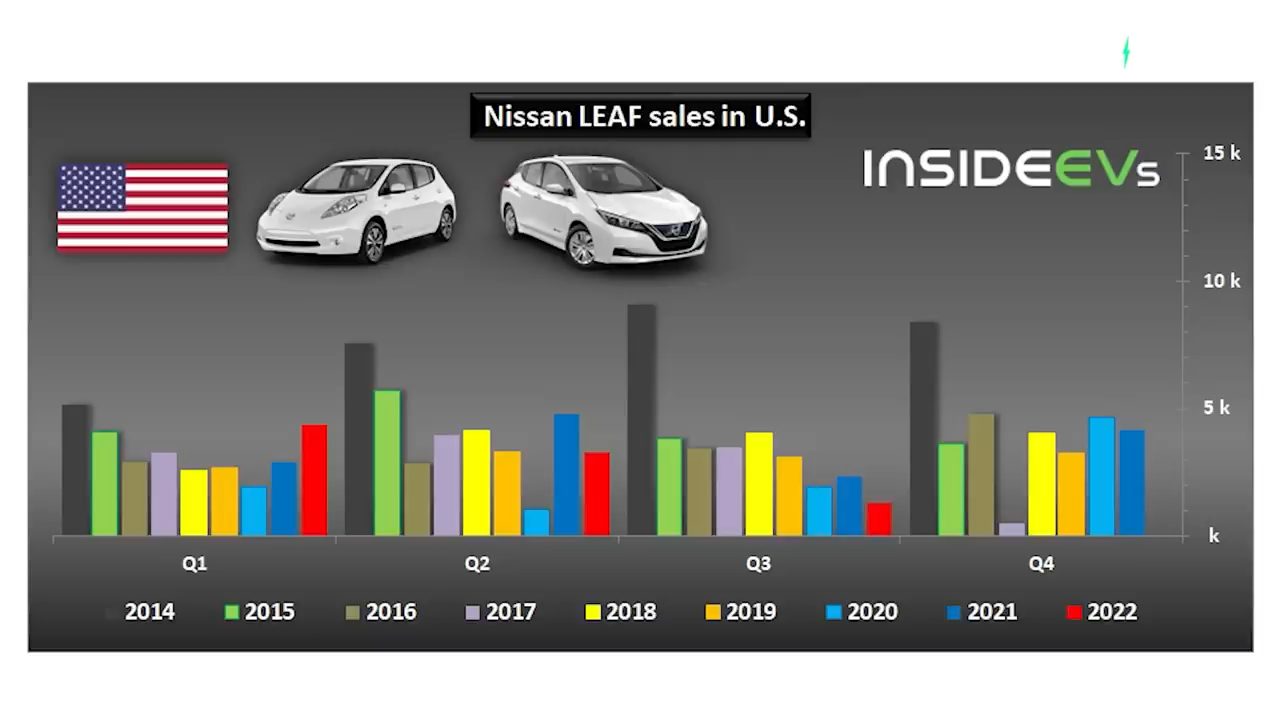 Nissan LEAF sales in U.S.
INSIDEEVs
15 k
10 k
5 k
k
Q1 Q2 Q3 Q4
2014 2015 2016 2017 2018 2019 2020 2021 2022